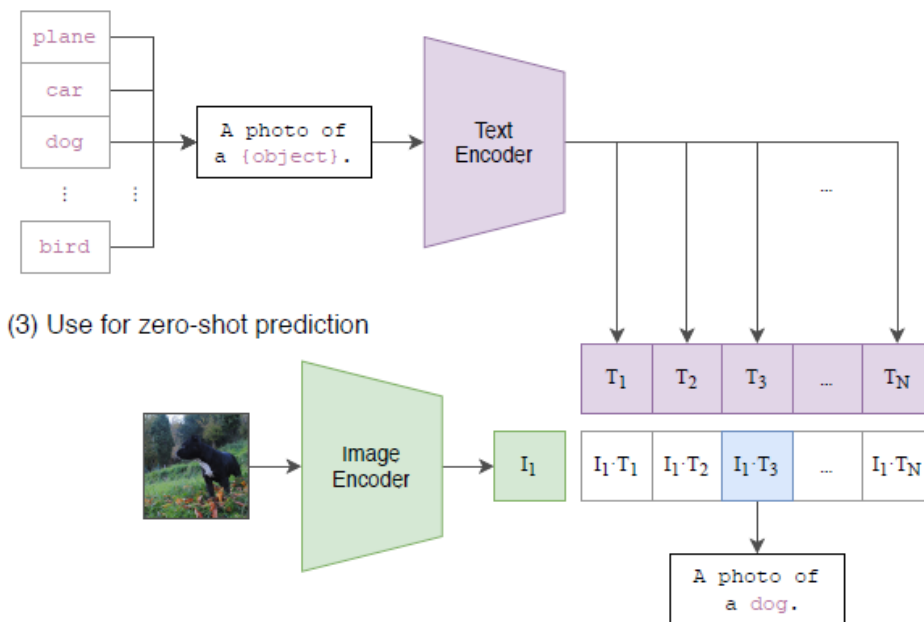 plane
car
dog
⋮ ⋮
bird
A photo of
a {object}.
Text
Encoder
...
(3) Use for zero-shot prediction
T1 T2 T3 ... TN
Image
Encoder
I1
I1·T1 I1·T2 I1·T3 ... I1·TN
A photo of
a dog.